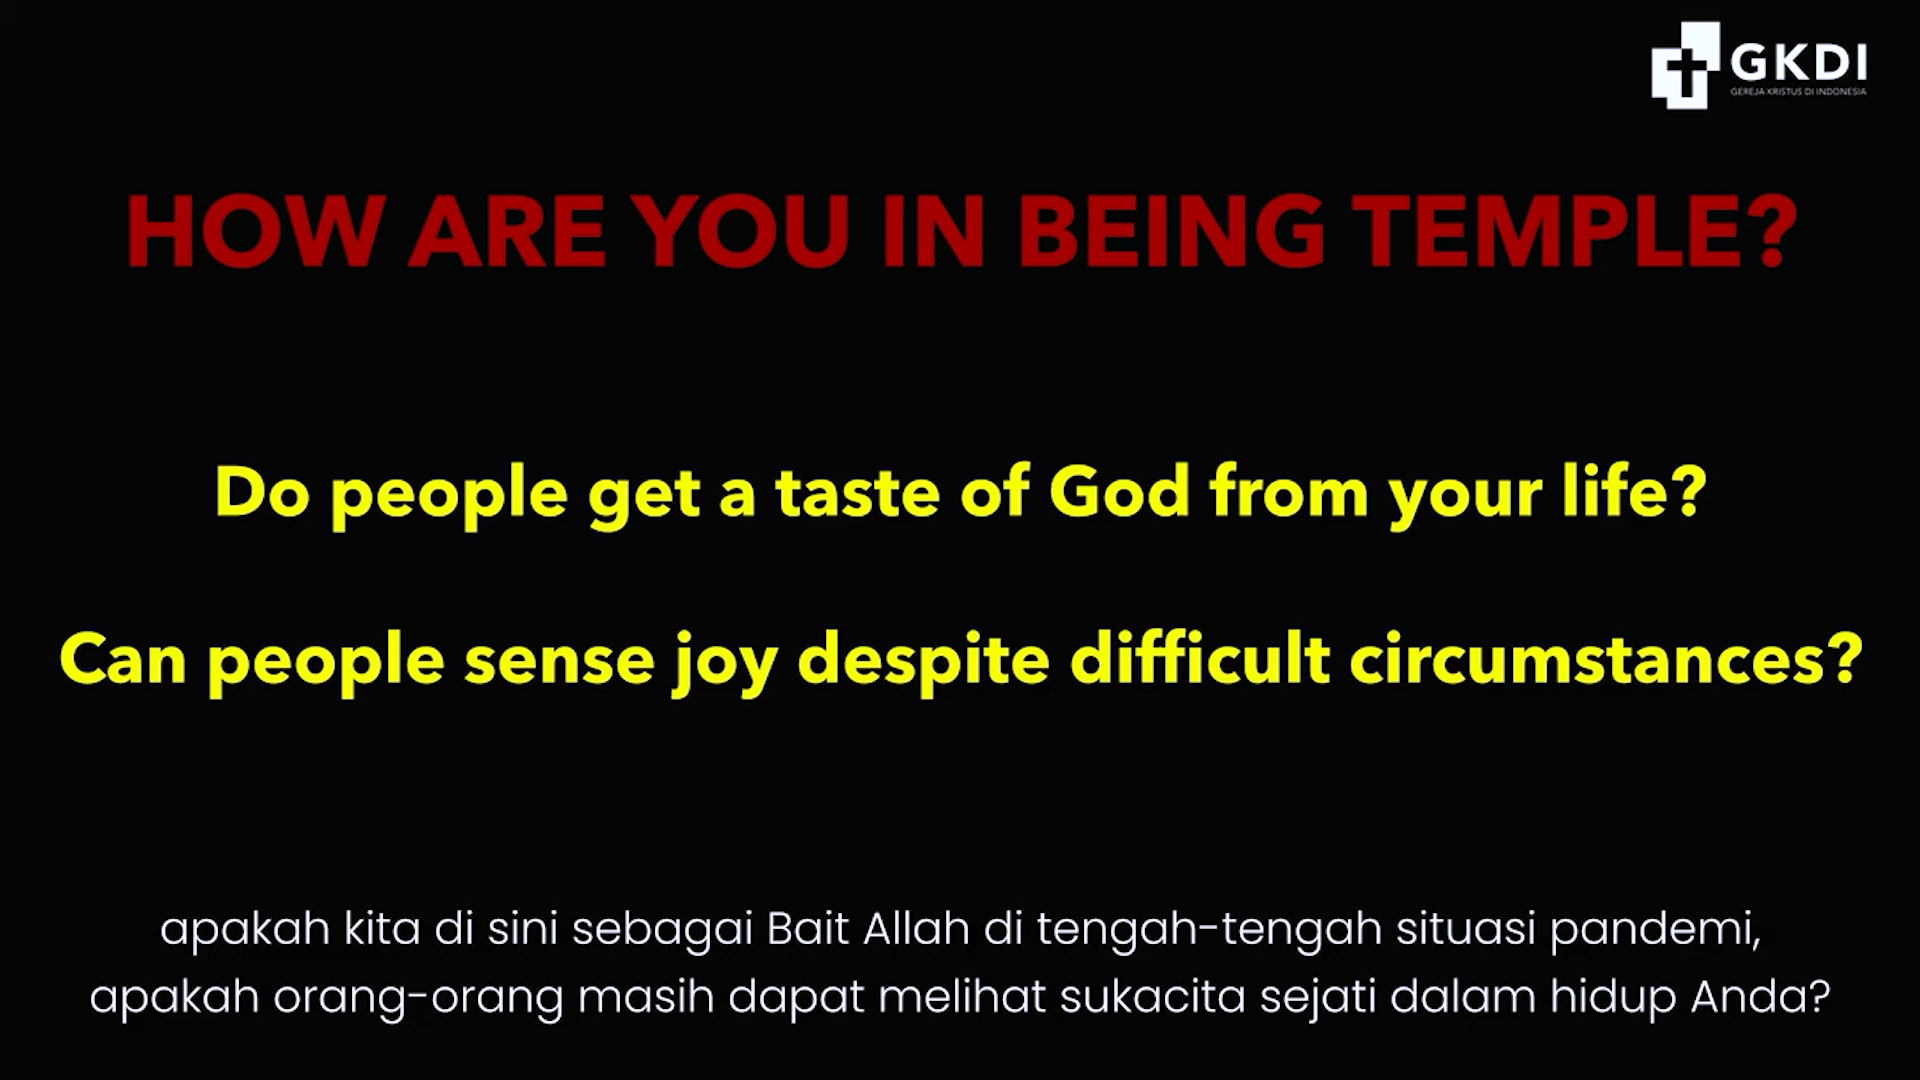 GKDI
GEREJA KRISTUS DI INDONESIA
HOW ARE YOU IN BEING TEMPLE?
Do people get a taste of God from your life?
Can people sense joy despite difficult circumstances?
apakah kita di sini sebagai Bait Allah di tengah-tengah situasi pandemi,
apakah orang-orang masih dapat melihat sukacita sejati dalam hidup Anda?